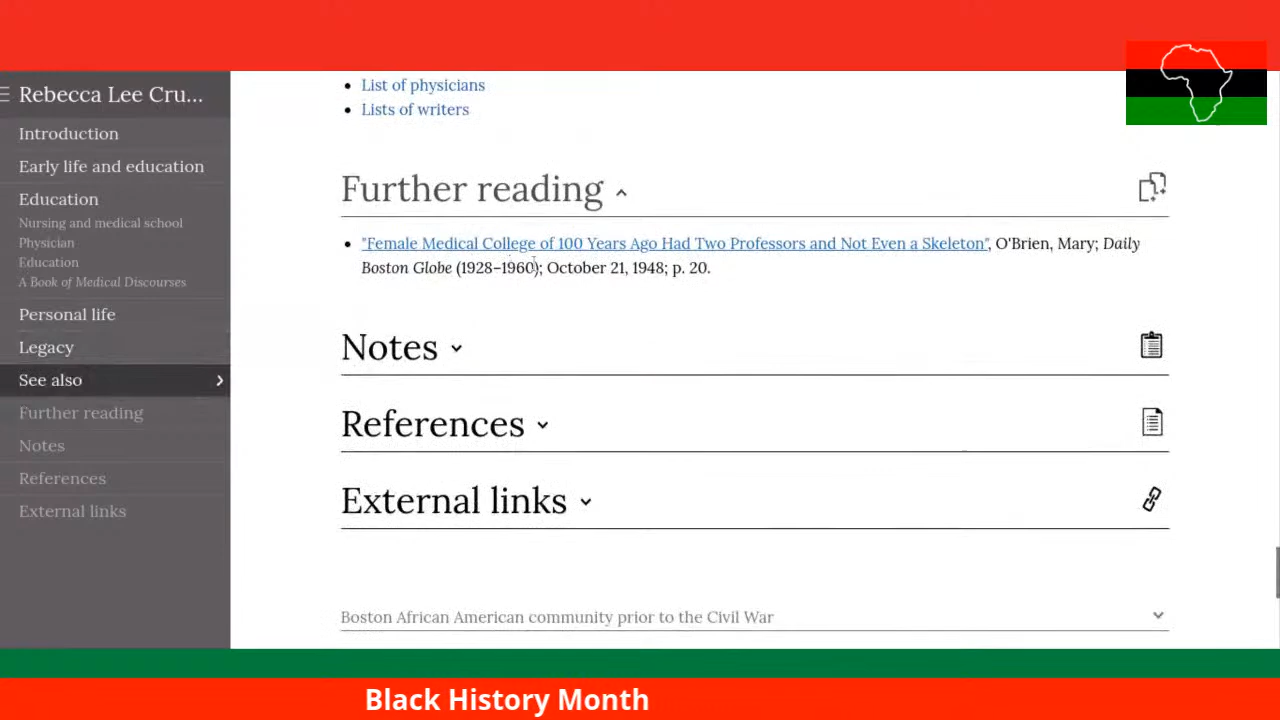 Rebecca Lee Cru...
Introduction
Early life and education
Education
Nursing and medical school
Physician
Education
A Book of Medical Discourses
Personal life
Legacy
See also
Further reading
Notes
References
External links
List of physicians
Lists of writers
Further reading
"Female Medical College of 100 Years Ago Had Two Professors and Not Even a Skeleton", O'Brien, Mary; Daily
Boston Globe (1928–1960); October 21, 1948; p. 20.
Notes
References
External links
Boston African American community prior to the Civil War
Black History Month